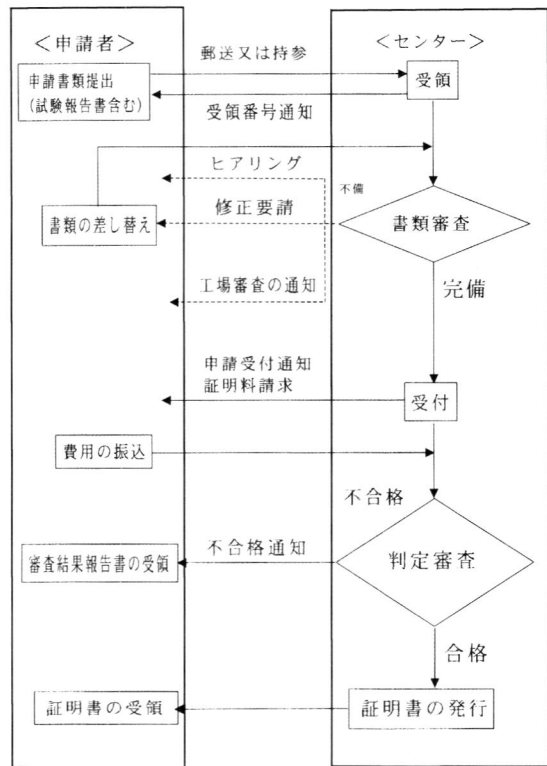 ＜申請者＞
＜センター＞
郵送又は持参
申請書類提出
(試験報告書含む)
受領
受領番号通知
ヒアリング
不備
書類の差し替え
修正要請
書類審査
工場審査の通知
完備
申請受付通知
証明料請求
受付
費用の振込
不合格
不合格通知
審査結果報告書の受領
判定審査
合格
証明書の受領
証明書の発行